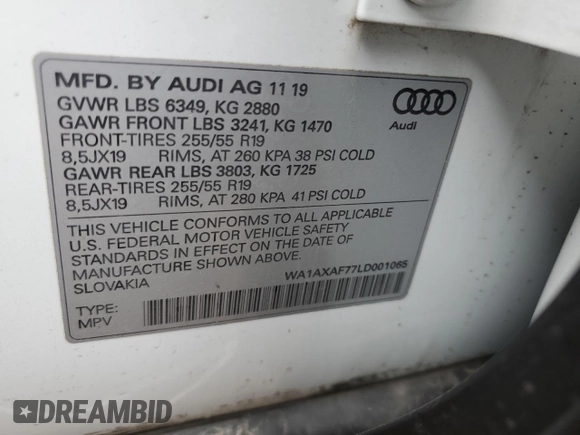 MFD. BY AUDI AG 11 19
GVWR LBS 6349, KG 2880
GAWR FRONT LBS 3241, KG 1470
FRONT-TIRES 255/55 R19
8,5JX19 RIMS, AT 260 KPA 38 PSI COLD
GAWR REAR LBS 3803, KG 1725
REAR-TIRES 255/55 R19
8,5JX19 RIMS, AT 280 KPA 41 PSI COLD
Audi
THIS VEHICLE CONFORMS TO ALL APPLICABLE
U.S. FEDERAL MOTOR VEHICLE SAFETY
STANDARDS IN EFFECT ON THE DATE OF
MANUFACTURE SHOWN ABOVE.
SLOVAKIA
WA1AXAF77LD001065
TYPE:
MPV
DREAMBID